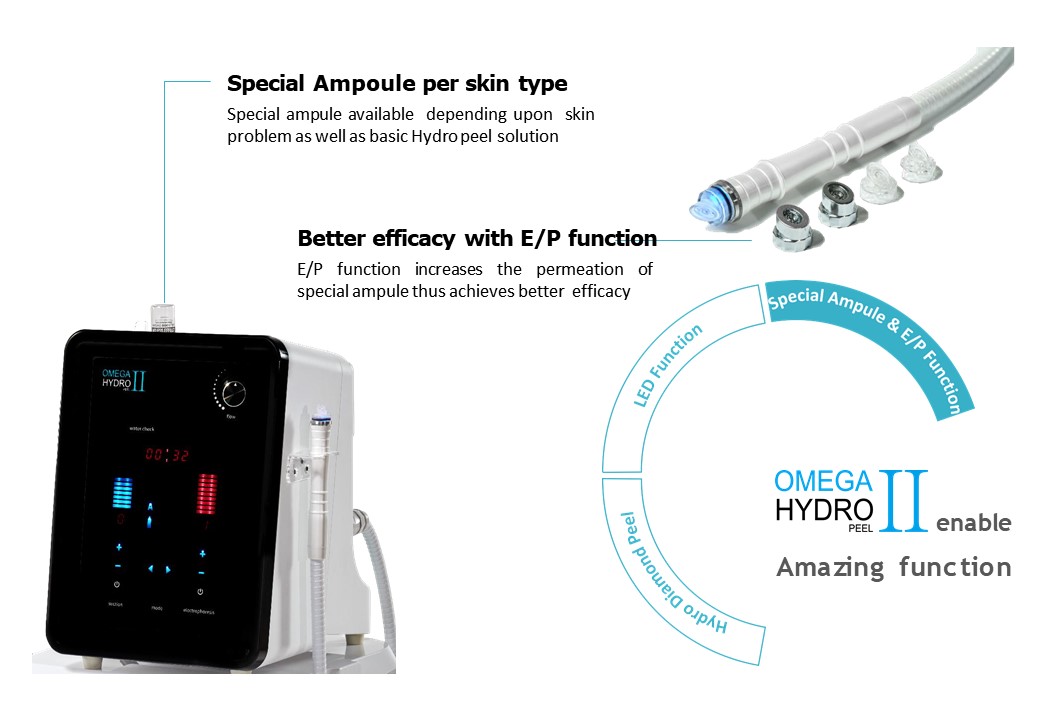 Special Ampoule per skin type
Special ampule available depending upon skin
problem as well as basic Hydro peel solution
Better efficacy with E/P function
E/P function increases the permeation of
special ampule thus achieves better efficacy
Special Ampule & E/P Function
LED Function
Hydro Diamond Peel
OMEGA
HYDRO
PEEL
II
enable
Amazing function
OMEGA
HYDRO
II
flow
water check
00:32
A
0
1
+
+
-
-
suction
mode
electrophoresis